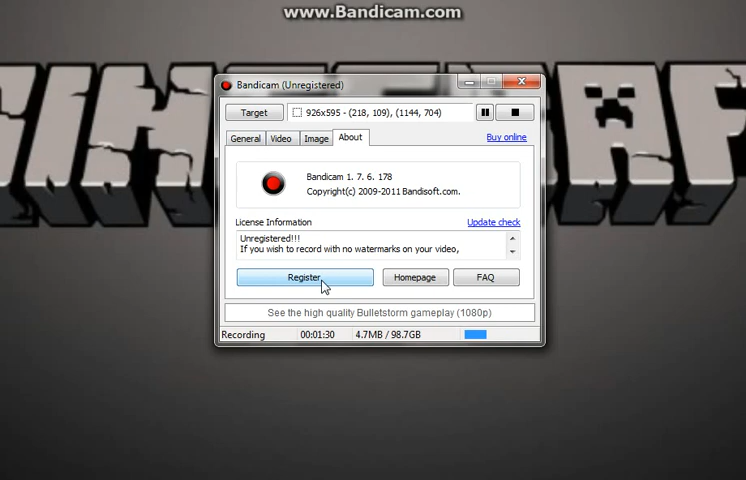 www.Bandicam.com
Bandicam (Unregistered)
Target
926x595 - (218, 109), (1144, 704)
General Video Image About
Buy online
Bandicam 1. 7. 6. 178
Copyright(c) 2009-2011 Bandisoft.com.
License Information
Update check
Unregistered!!!
If you wish to record with no watermarks on your video,
Register
Homepage
FAQ
See the high quality Bulletstorm gameplay (1080p)
Recording 00:01:30 4.7MB / 98.7GB